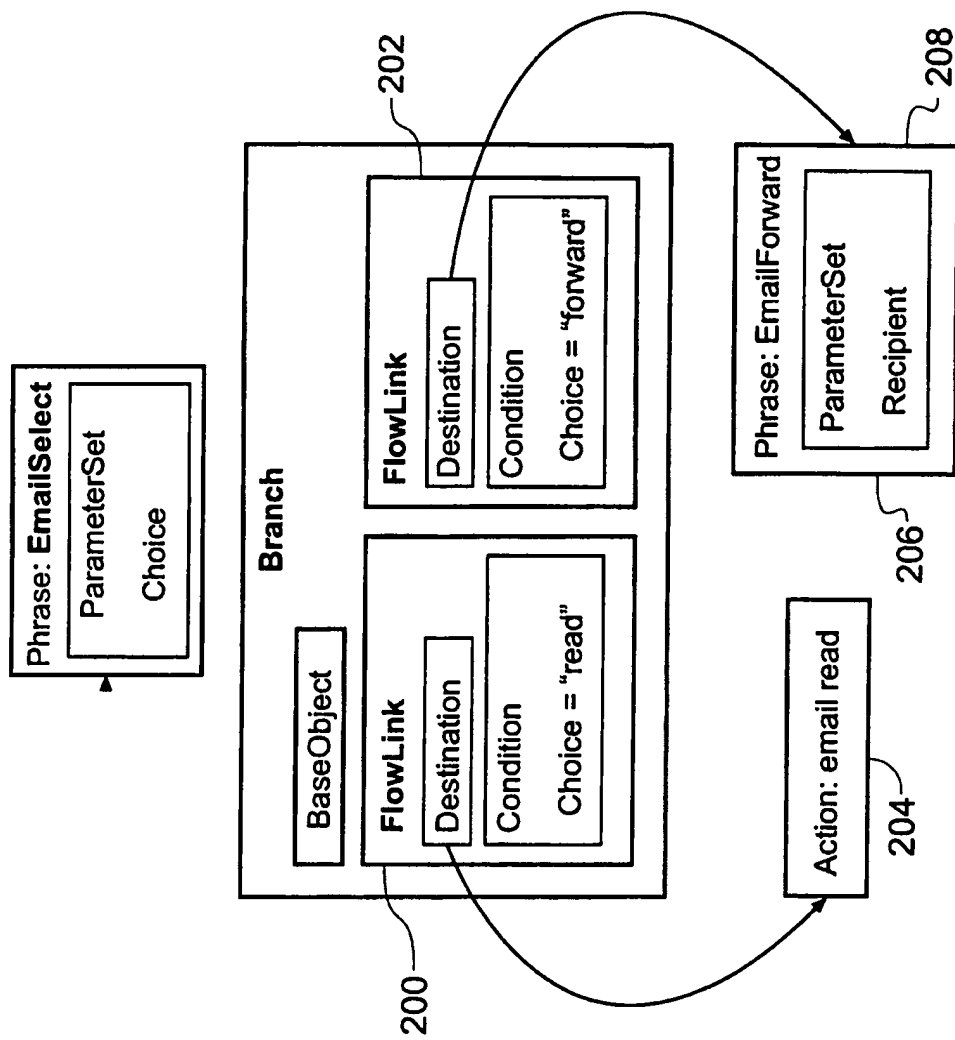 Phrase: EmailSelect
ParameterSet
Choice
Branch
BaseObject
FlowLink
Destination
Condition
Choice = “read”
200
FlowLink
Destination
Condition
Choice = “forward”
202
Action: email read
204
Phrase: EmailForward
ParameterSet
Recipient
206
208